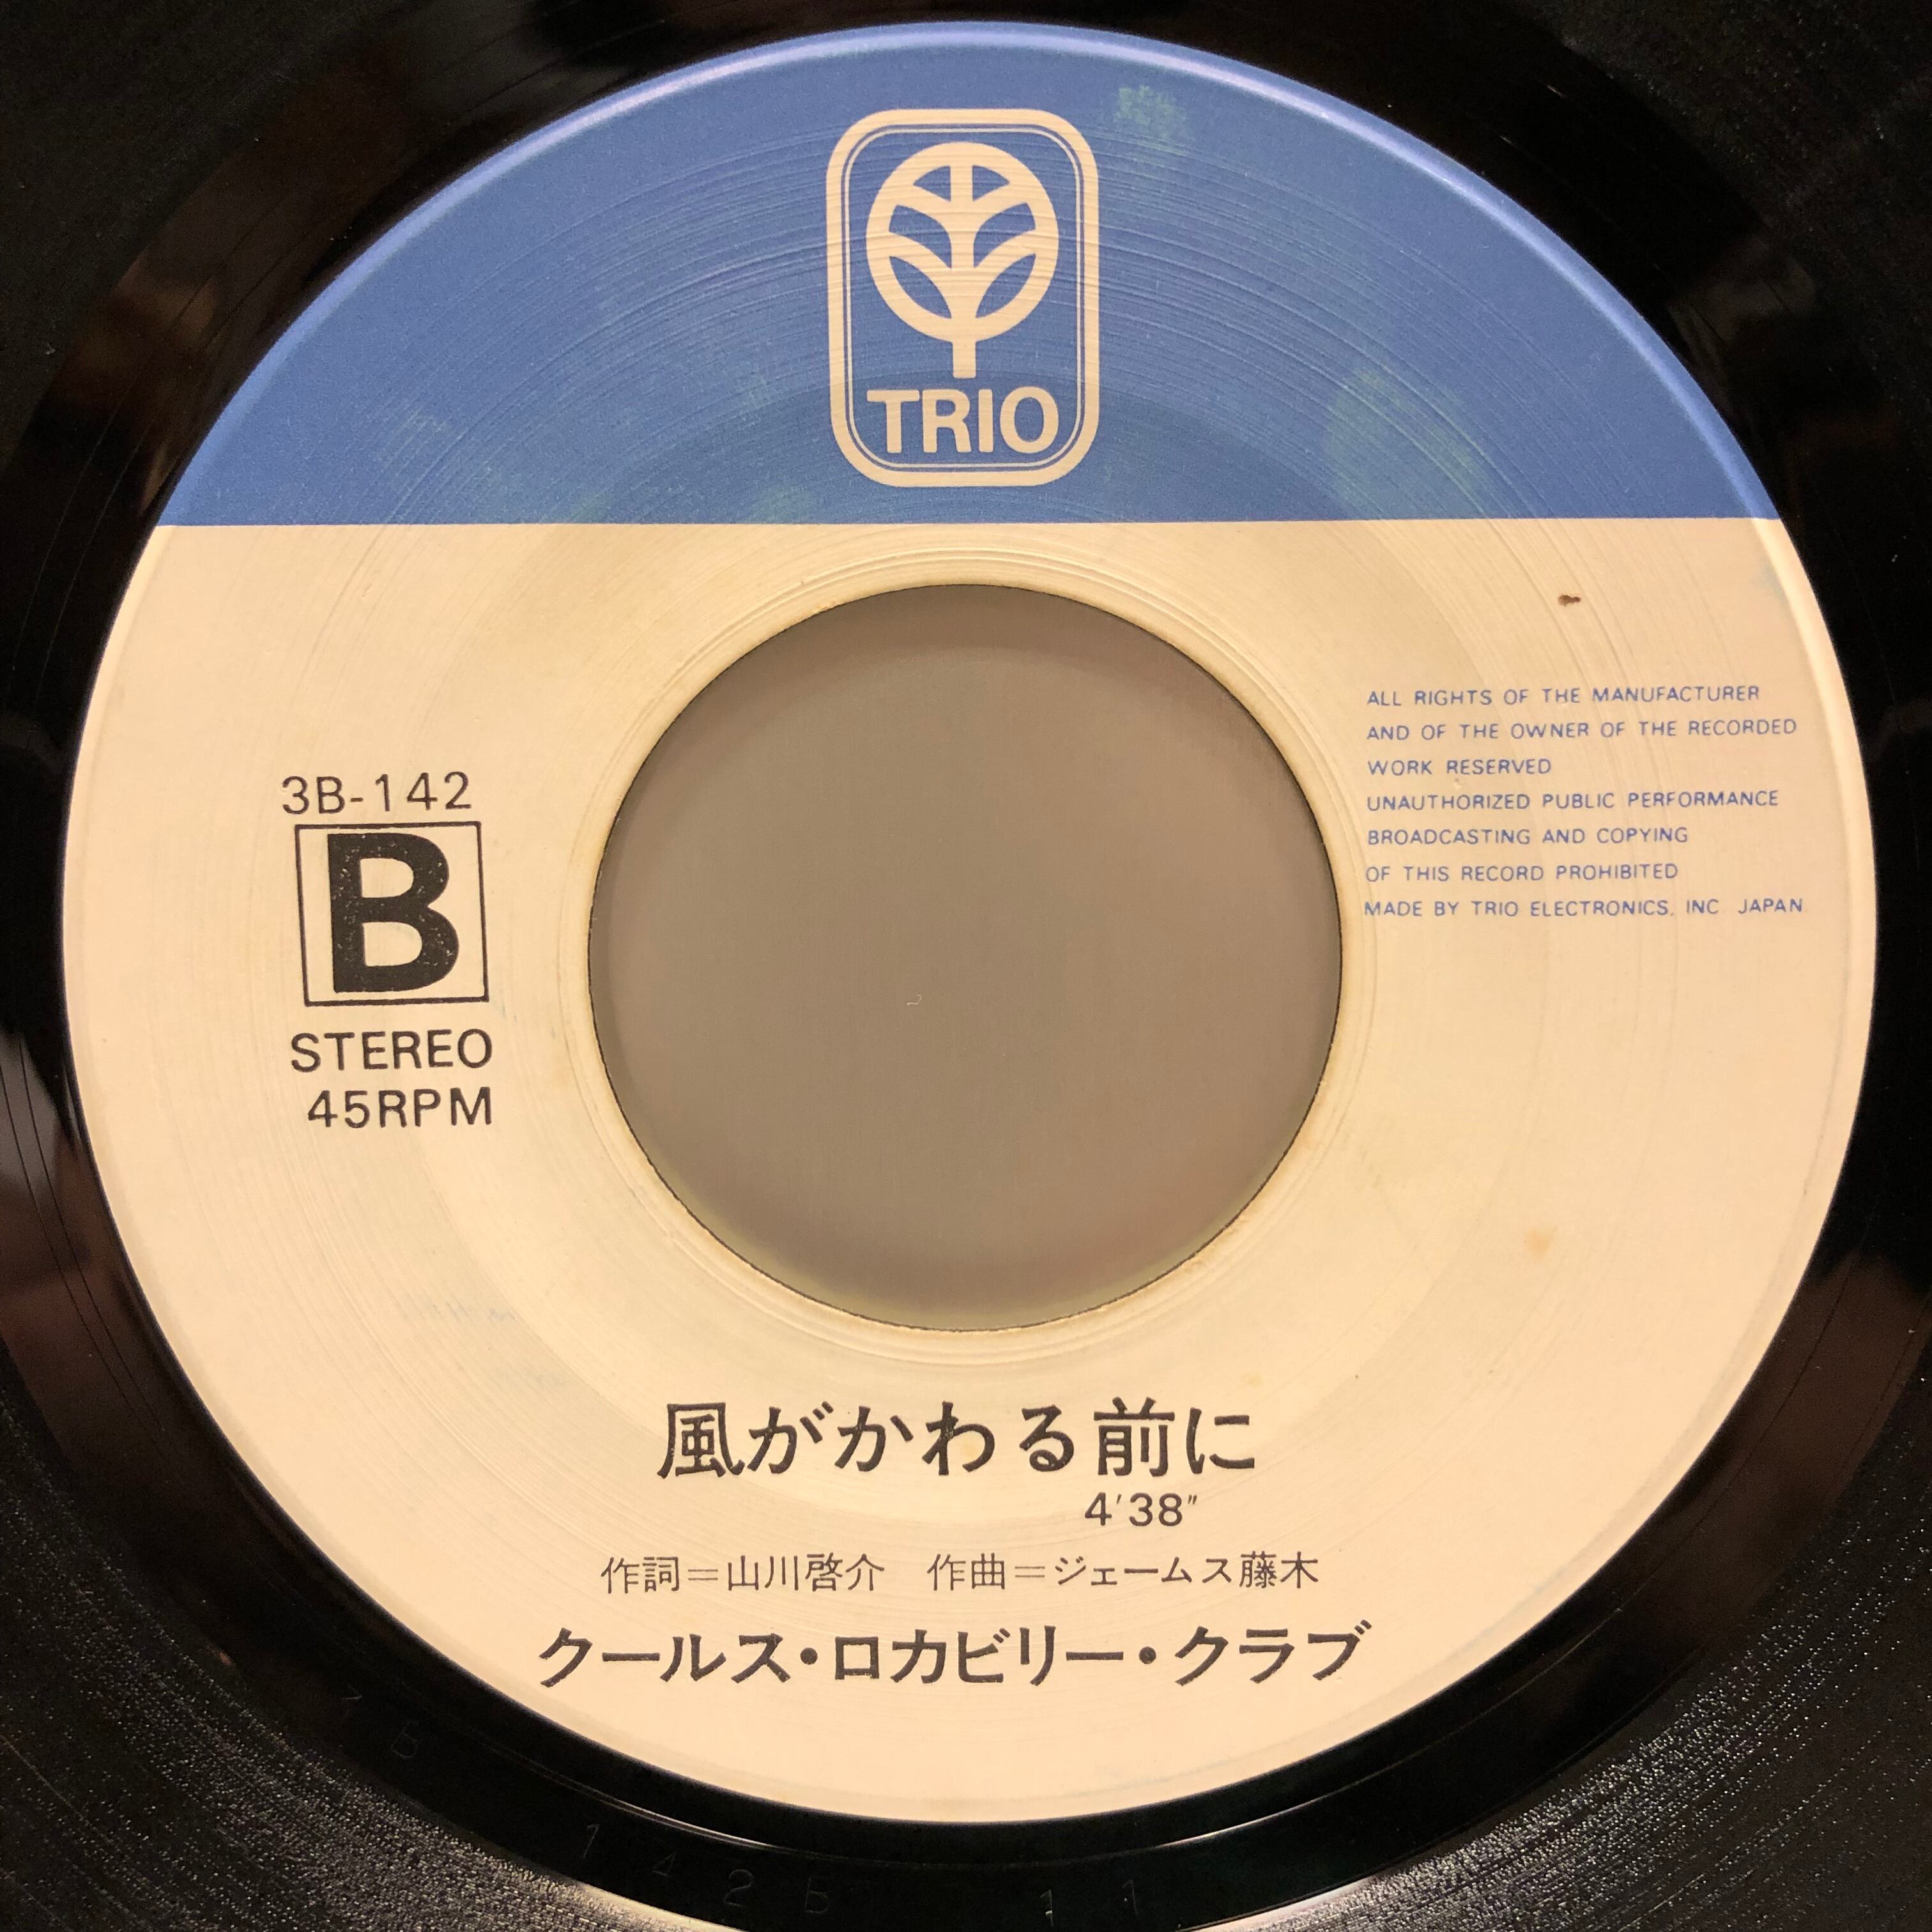 TRIO
ALL RIGHTS OF THE MANUFACTURER
AND OF THE OWNER OF THE RECORDED
WORK RESERVED
UNAUTHORIZED PUBLIC PERFORMANCE
BROADCASTING AND COPYING
OF THIS RECORD PROHIBITED
MADE BY TRIO ELECTRONICS, INC. JAPAN
3B-142
B
STEREO
45RPM
風がかわる前に
4'38"
作詞=山川啓介 作曲=ジェームス藤木
クールス・ロカビリー・クラブ